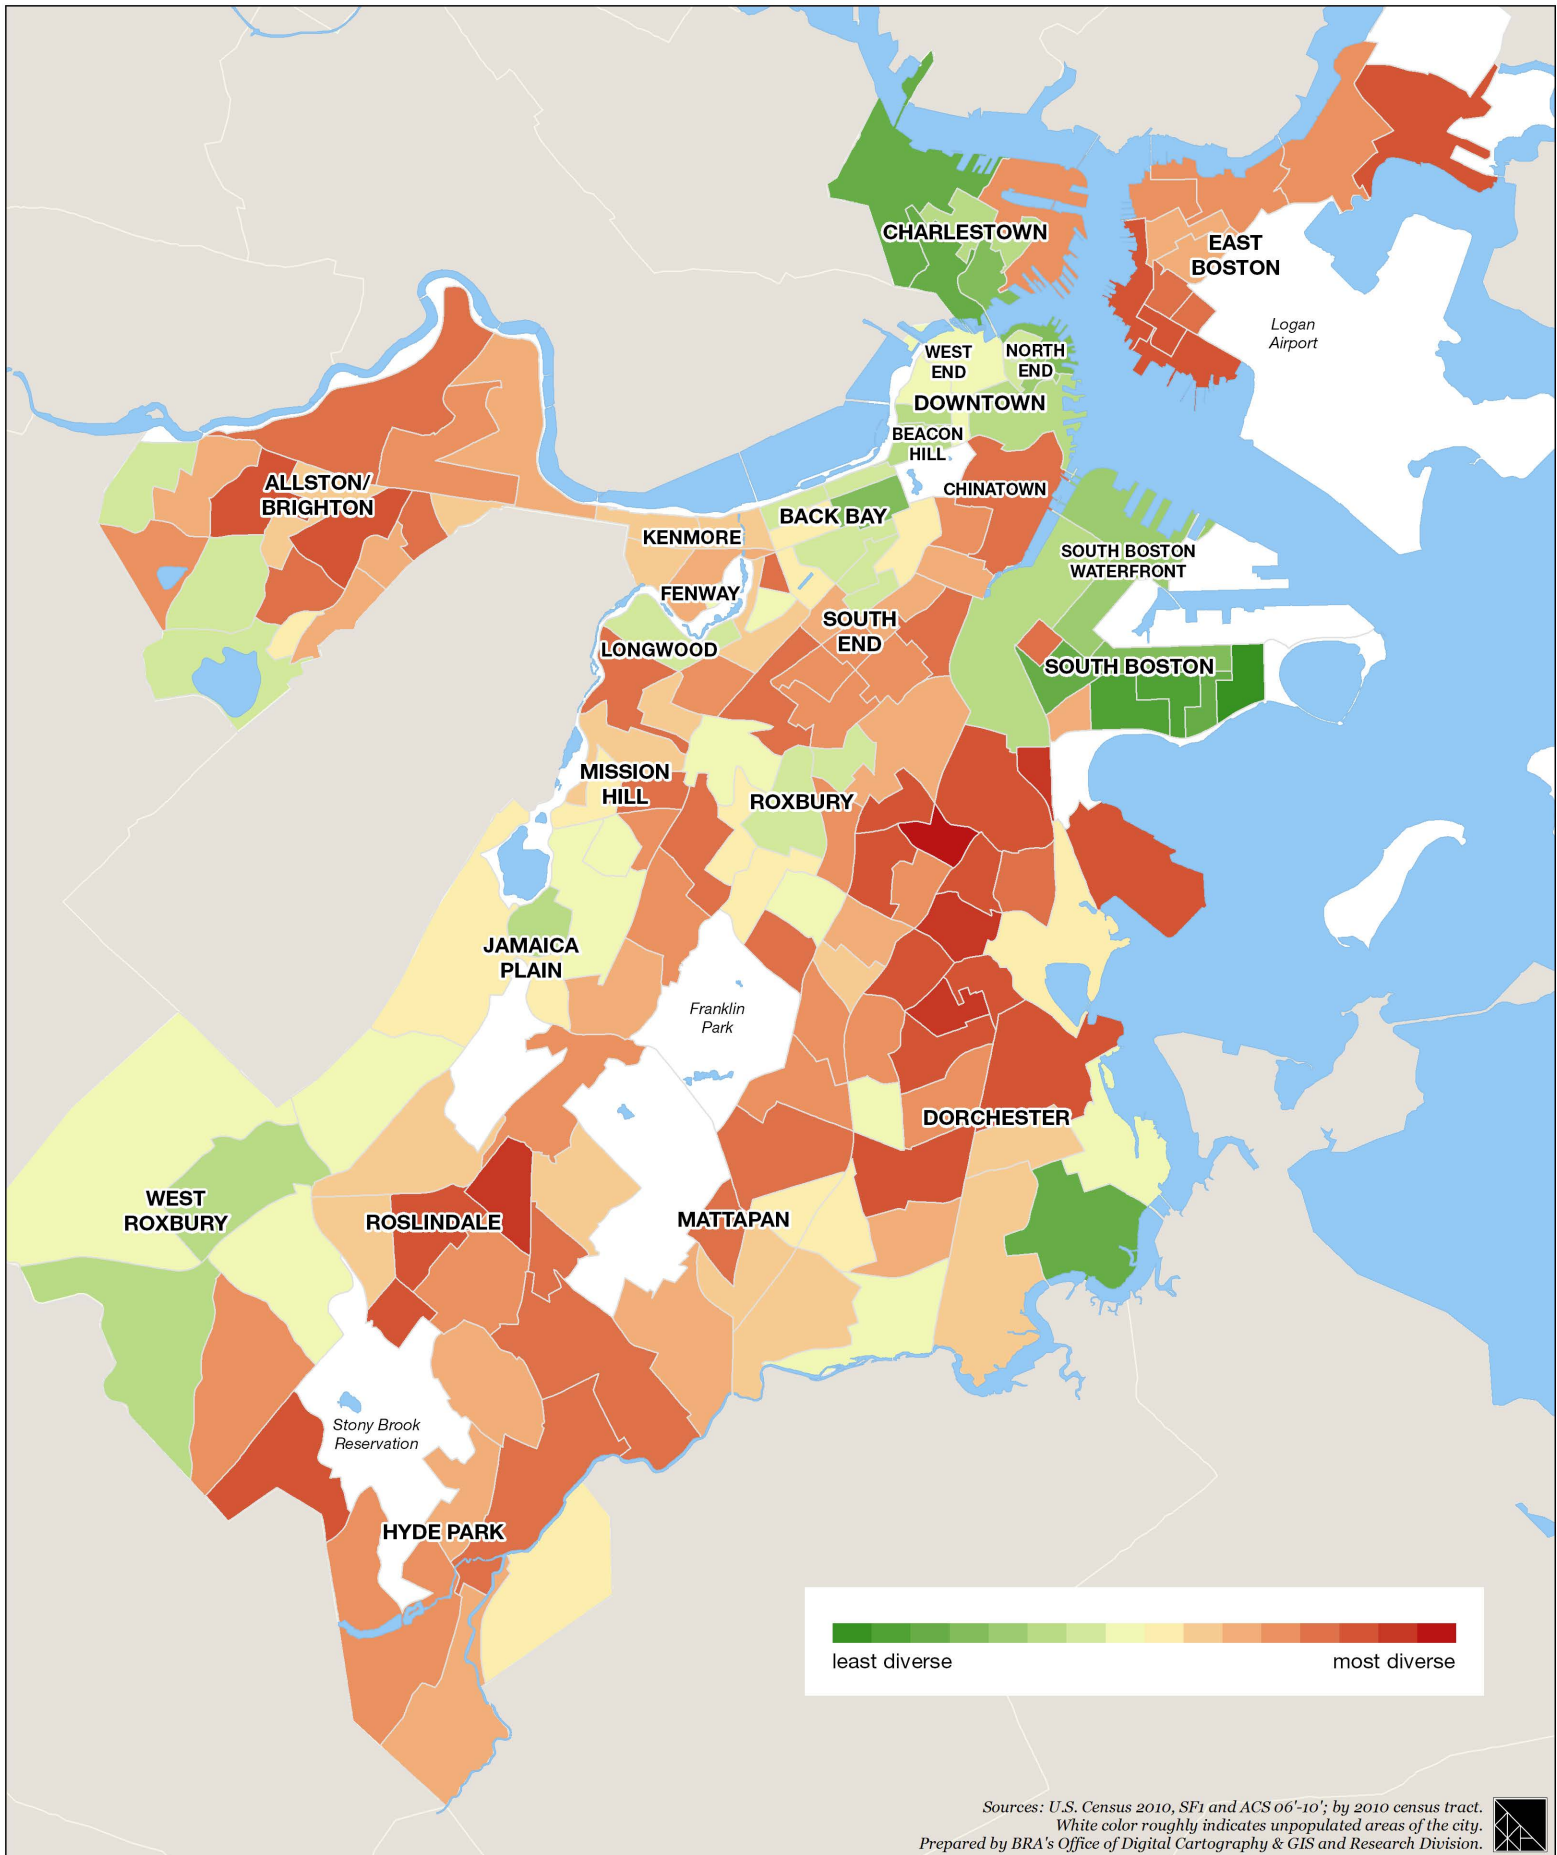 CHARLESTOWN
EAST
BOSTON
Logan
Airport
WEST
END
NORTH
END
DOWNTOWN
BEACON
HILL
CHINATOWN
ALLSTON/
BRIGHTON
BACK BAY
KENMORE
SOUTH BOSTON
WATERFRONT
FENWAY
SOUTH
END
LONGWOOD
SOUTH BOSTON
MISSION
HILL
ROXBURY
JAMAICA
PLAIN
Franklin
Park
DORCHESTER
WEST
ROXBURY
ROSLINDALE
MATTAPAN
Stony Brook
Reservation
HYDE PARK
least diverse
most diverse
Sources: U.S. Census 2010, SF1 and ACS 06'-10'; by 2010 census tract.
White color roughly indicates unpopulated areas of the city.
Prepared by BRA's Office of Digital Cartography & GIS and Research Division.